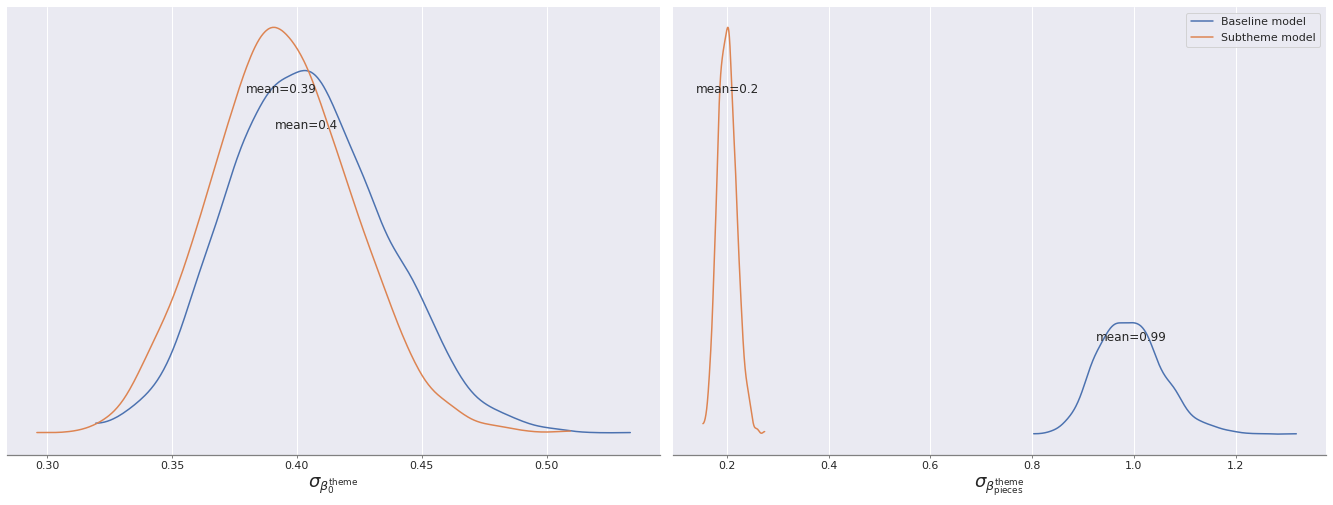 Baseline model
Subtheme model
mean=0.39
mean=0.4
mean=0.2
mean=0.99
0.30 0.35 0.40 0.45 0.50
0.2 0.4 0.6 0.8 1.0 1.2
σ_{β_0^{theme}}
σ_{β_{pieces}^{theme}}